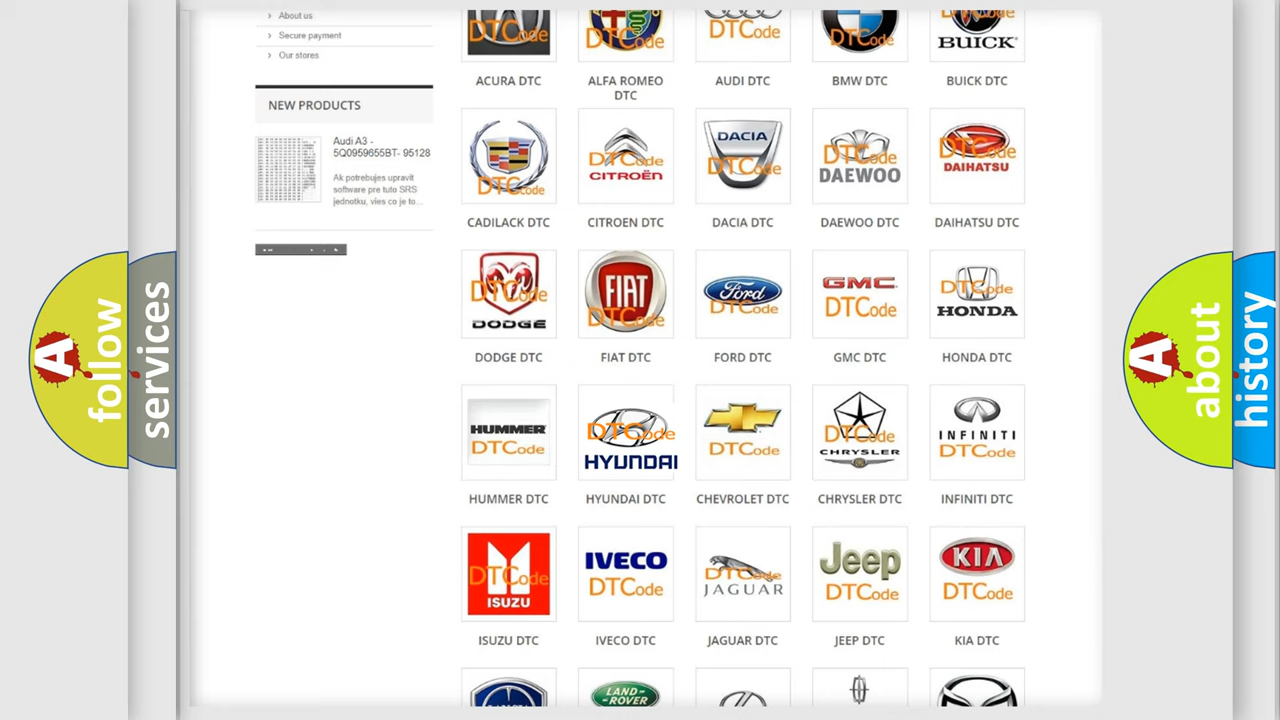 About us
Secure payment
Our stores
NEW PRODUCTS
Audi A3 -
5Q0959655BT- 95128
Ak potrebujes upravit
software pre tuto SRS
jednotku, vies co je to...
A
follow
services
DTCode
DTCode
DTCode
DTCode
BUICK
ACURA DTC
ALFA ROMEO
DTC
AUDI DTC
BMW DTC
BUICK DTC
DTCode
DTCode
CITROËN
DACIA
DTCode
DTCode
DAEWOO
DTCode
DAIHATSU
CADILACK DTC
CITROEN DTC
DACIA DTC
DAEWOO DTC
DAIHATSU DTC
DTCode
DODGE
FIAT
DTCode
Ford
DTCode
GMC
DTCode
DTCode
HONDA
DODGE DTC
FIAT DTC
FORD DTC
GMC DTC
HONDA DTC
HUMMER
DTCode
DTCode
HYUNDAI
DTCode
DTCode
CHRYSLER
INFINITI
DTCode
HUMMER DTC
HYUNDAI DTC
CHEVROLET DTC
CHRYSLER DTC
INFINITI DTC
DTCode
ISUZU
IVECO
DTCode
DTCode
JAGUAR
Jeep
DTCode
KIA
DTCode
ISUZU DTC
IVECO DTC
JAGUAR DTC
JEEP DTC
KIA DTC
LAND-
ROVER
A
about
history